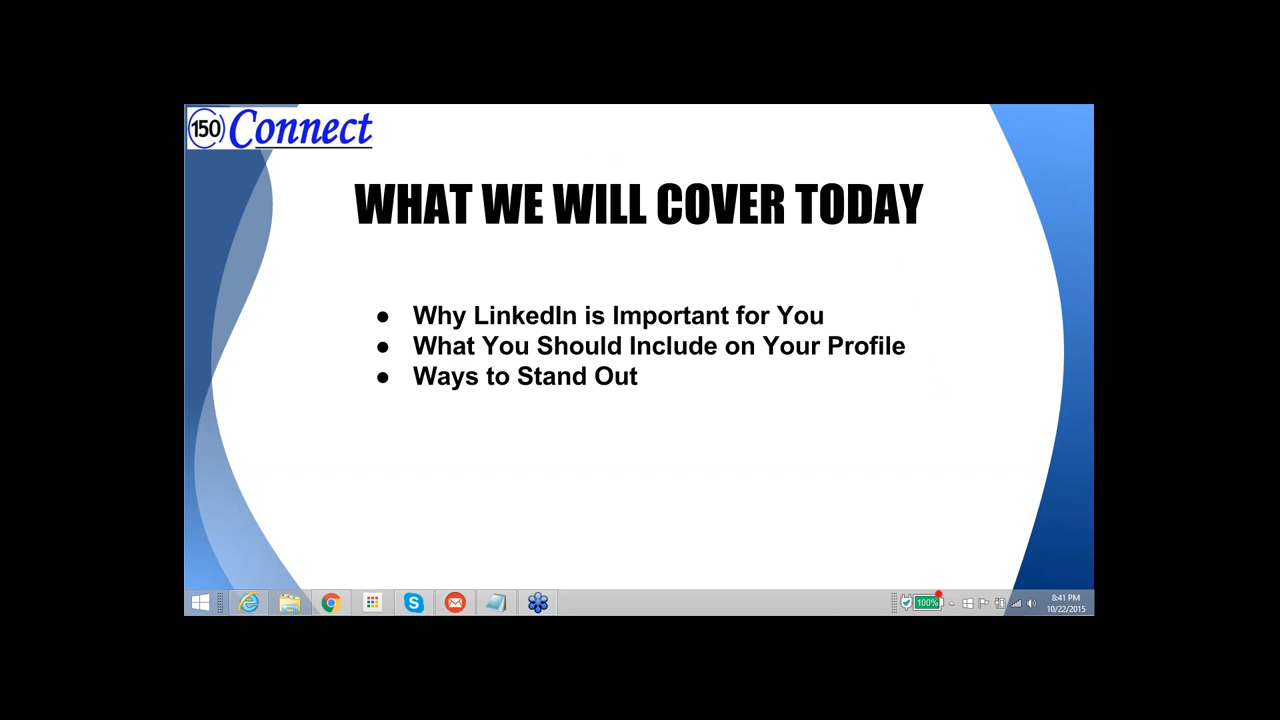 150 Connect
WHAT WE WILL COVER TODAY
● Why LinkedIn is Important for You
● What You Should Include on Your Profile
● Ways to Stand Out
100%
8:41 PM
10/22/2015